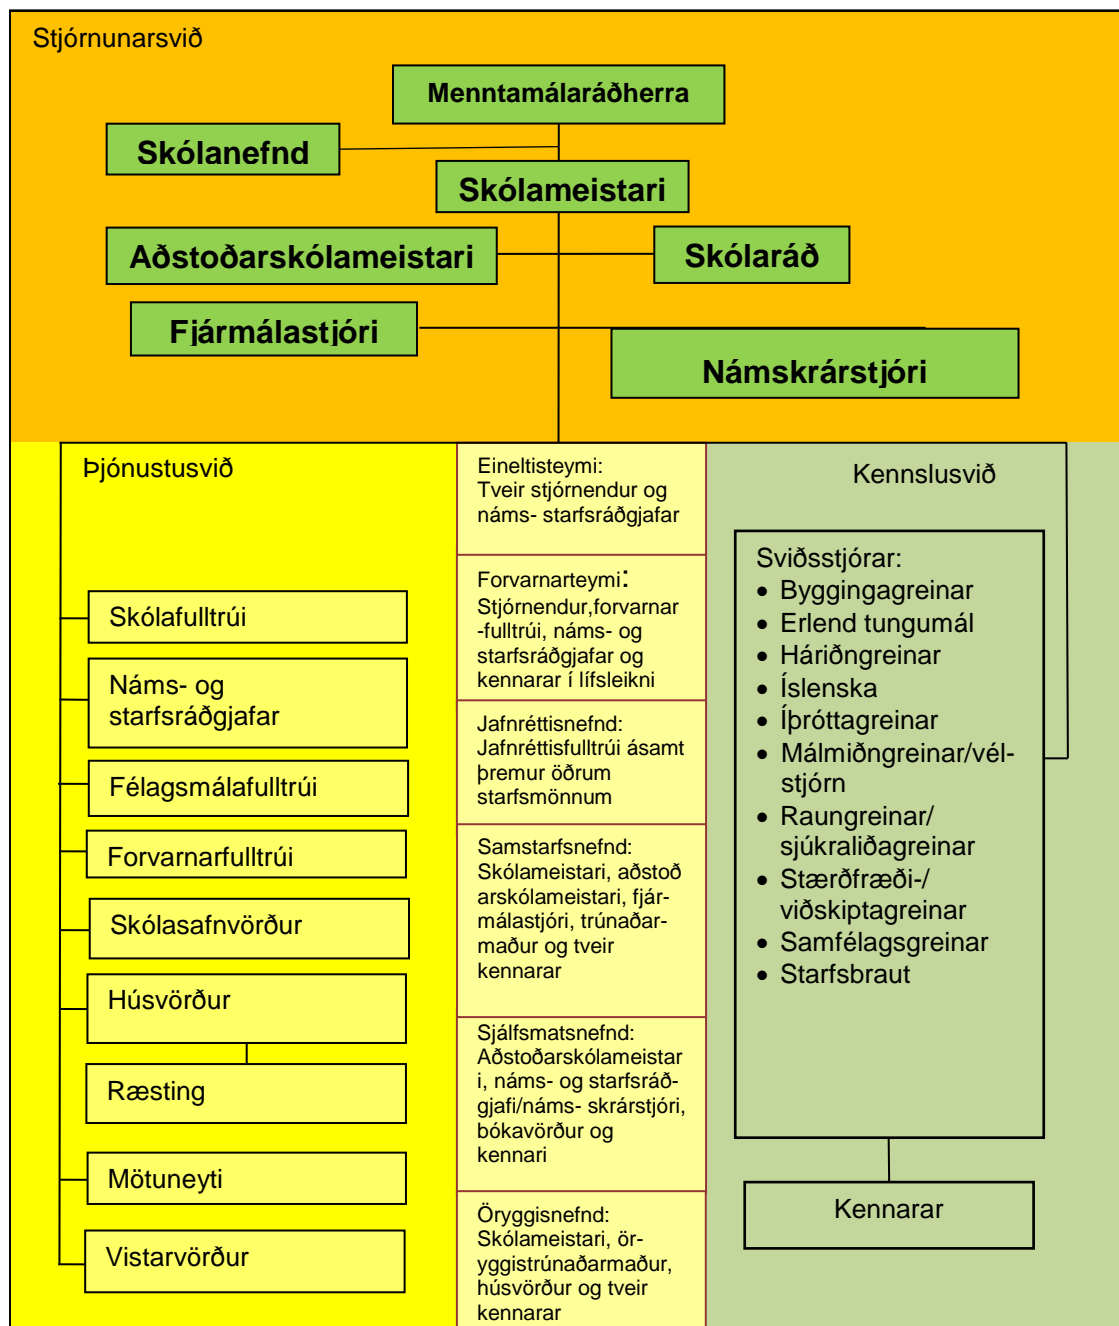 Stjórnunarsvið
Menntamálaráðherra
Skólanefnd
Skólameistari
Aðstoðarskólameistari
Skólaráð
Fjármálastjóri
Námskrárstjóri
Þjónustusvið
Skólafulltrúi
Náms- og
starfsráðgjafar
Félagsmálafulltrúi
Forvarnarfulltrúi
Skólasafnvörður
Húsvörður
Ræsting
Mötuneyti
Vistarvörður
Eineltisteymi:
Tveir stjórnendur og
náms- starfsráðgjafar
Forvarnarteymi:
Stjórnendur,forvarnar
-fulltrúi, náms- og
starfsráðgjafar og
kennarar í lífsleikni
Jafnréttisnefnd:
Jafnréttisfulltrúi ásamt
þremur öðrum
starfsmönnum
Samstarfsnefnd:
Skólameistari, aðstoð
arskólameistari, fjár-
málastjóri, trúnaðar-
maður og tveir
kennarar
Sjálfsmatsnefnd:
Aðstoðarskólameistar
i, náms- og starfsráð-
gjafi/náms- skrárstjóri,
bókavörður og
kennari
Öryggisnefnd:
Skólameistari, ör-
yggistrúnaðarmaður,
húsvörður og tveir
kennarar
Kennslusvið
Sviðsstjórar:
• Byggingagreinar
• Erlend tungumál
• Háriðngreinar
• Íslenska
• Íþróttagreinar
• Málmiðngreinar/vél-
stjórn
• Raungreinar/
sjúkraliðagreinar
• Stærðfræði-/
viðskiptagreinar
• Samfélagsgreinar
• Starfsbraut
Kennarar